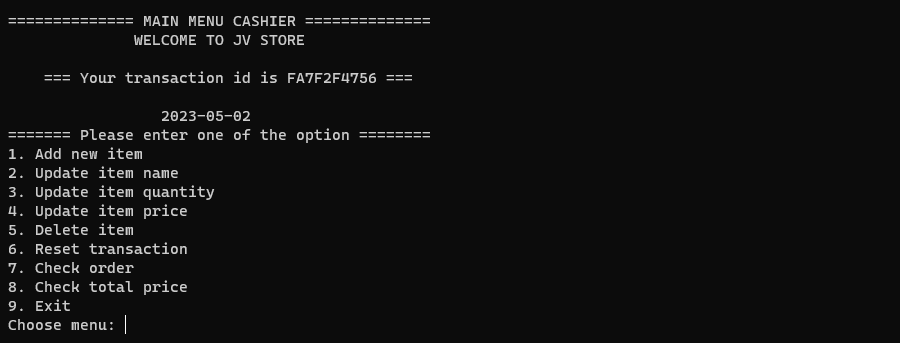 ============== MAIN MENU CASHIER ==============
WELCOME TO JV STORE
=== Your transaction id is FA7F2F4756 ===
2023-05-02
======= Please enter one of the option ========
1. Add new item
2. Update item name
3. Update item quantity
4. Update item price
5. Delete item
6. Reset transaction
7. Check order
8. Check total price
9. Exit
Choose menu: